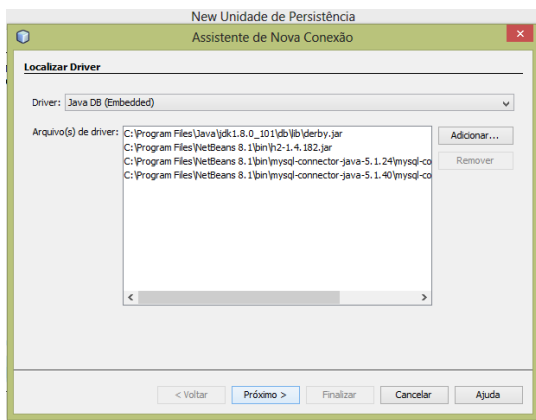 New Unidade de Persistência
Assistente de Nova Conexão
Localizar Driver
Driver: Java DB (Embedded)
Arquivo(s) de driver: C:\Program Files\Java\jdk1.8.0_101\db\lib\derby.jar
Adicionar...
C:\Program Files\NetBeans 8.1\bin\h2-1.4.182.jar
C:\Program Files\NetBeans 8.1\bin\mysql-connector-java-5.1.24\mysql-co
Remover
C:\Program Files\NetBeans 8.1\bin\mysql-connector-java-5.1.40\mysql-co
< Voltar Próximo > Finalizar Cancelar Ajuda